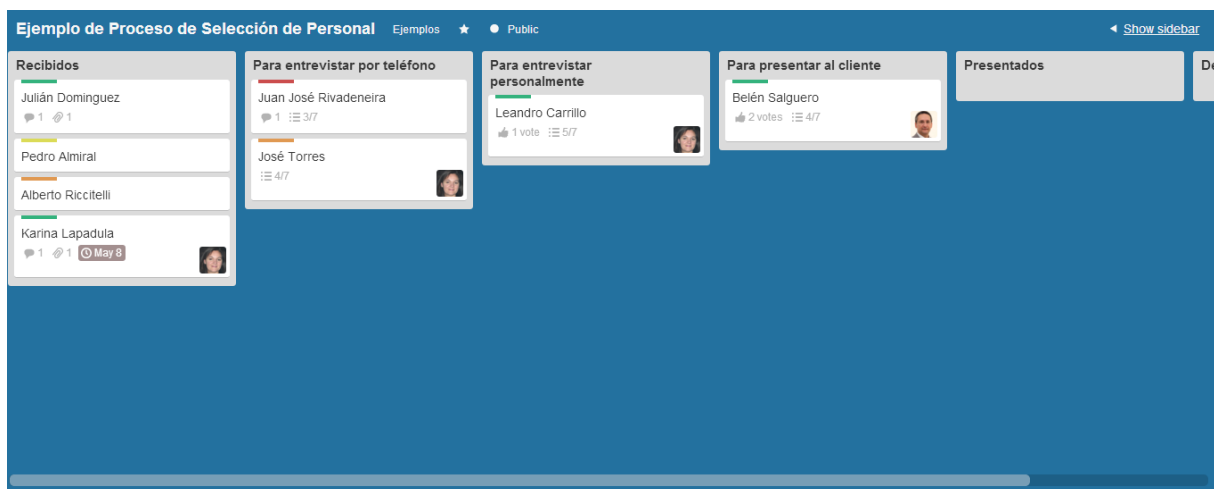 Ejemplo de Proceso de Selección de Personal Ejemplos Public Show sidebar
Recibidos
Julián Dominguez
1 1
Pedro Almiral
Alberto Riccitelli
Karina Lapadula
1 1 May 8
Para entrevistar por teléfono
Juan José Rivadeneira
1 3/7
José Torres
4/7
Para entrevistar
personalmente
Leandro Carrillo
1 vote 5/7
Para presentar al cliente
Belén Salguero
2 votes 4/7
Presentados